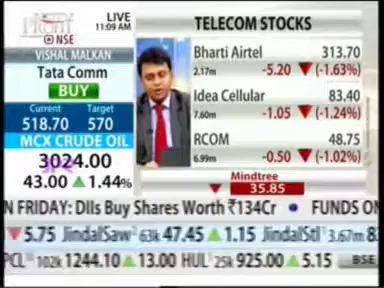 PROFIT
NSE
LIVE
11:09 AM
VISHAL MALKAN
Tata Comm
BUY
Current Target
518.70 570
MCX CRUDE OIL
3024.00
43.00 ▲ 1.44%
TELECOM STOCKS
Bharti Airtel 313.70
2.17m -5.20 ▼ (-1.63%)
Idea Cellular 83.40
7.60m -1.05 ▼ (-1.24%)
RCOM 48.75
6.99m -0.50 ▼ (-1.02%)
Mindtree
▼ 35.85
N FRIDAY: DIIs Buy Shares Worth ₹134Cr ● FUNDS ON
▼ 5.75 JindalSaw 63k 47.45 ▲ 1.15 JindalStl 3.67m 8
PCL 102k 1244.10 ▲ 13.00 HUL 25k 925.00 ▲ 5.15 BSE